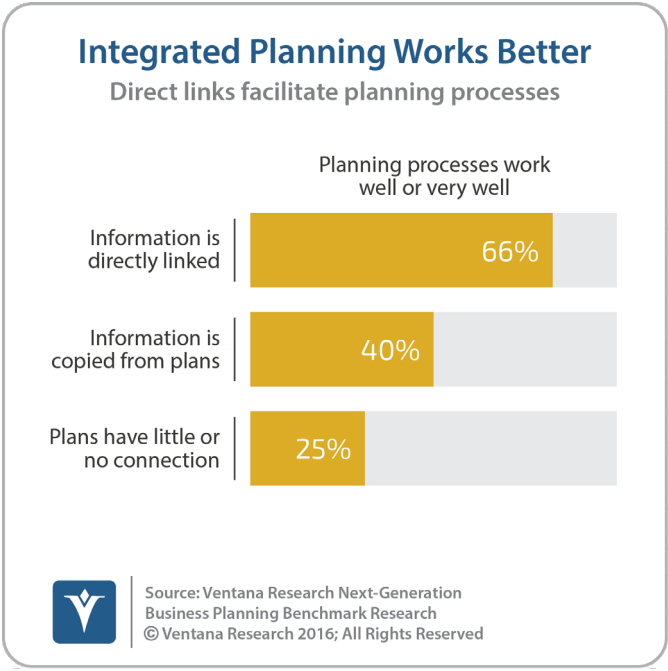 Integrated Planning Works Better
Direct links facilitate planning processes
Planning processes work
well or very well
Information is
directly linked
66%
Information is
copied from plans
40%
Plans have little or
no connection
25%
Source: Ventana Research Next-Generation
Business Planning Benchmark Research
© Ventana Research 2016; All Rights Reserved